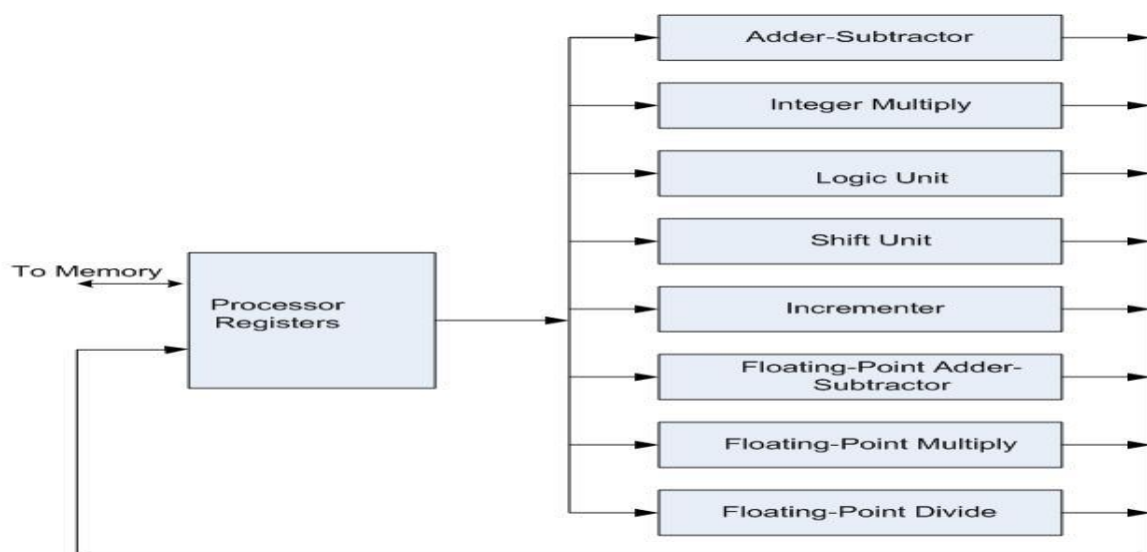 Adder-Subtractor
Integer Multiply
Logic Unit
Shift Unit
To Memory
Processor
Registers
Incrementer
Floating-Point Adder-
Subtractor
Floating-Point Multiply
Floating-Point Divide